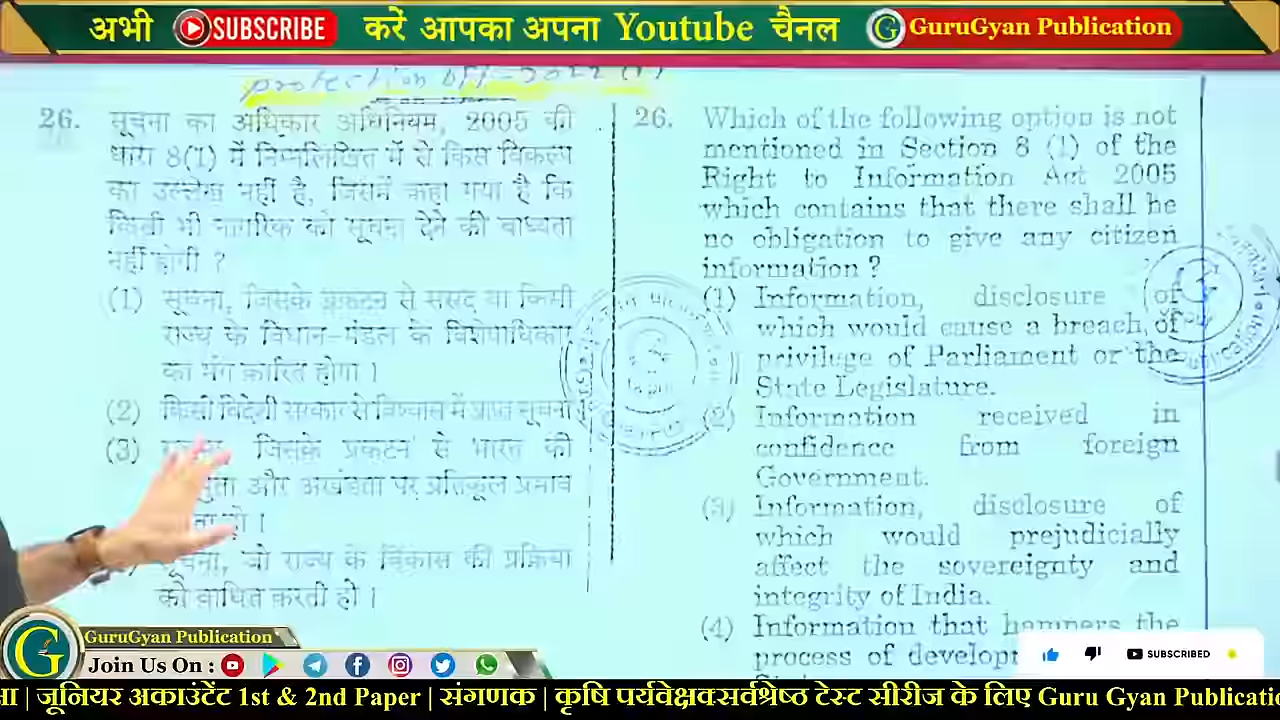 अभी SUBSCRIBE करें आपका अपना Youtube चैनल GuruGyan Publication
26. सूचना का अधिकार अधिनियम, 2005 की
धारा 8(1) में निम्नलिखित में से किस विकल्प
का उल्लेख नहीं है, जिसमें कहा गया है कि
किसी भी नागरिक को सूचना देने की बाध्यता
नहीं होगी ?
(1) सूचना, जिसके प्रकटन से संसद या किसी
राज्य के विधान-मंडल के विशेषाधिकार
का भंग कारित होगा ।
(2) किसी विदेशी सरकार से विश्वास में प्राप्त सूचना
(3) जिसके प्रकटन से भारत की
और अखंडता पर प्रतिकूल प्रभाव
हो ।
सूचना, जो राज्य के विकास की प्रक्रिया
को बाधित करती हो ।
26. Which of the following option is not
mentioned in Section 8 (1) of the
Right to Information Act 2005
which contains that there shall be
no obligation to give any citizen
information ?
(1) Information, disclosure of
which would cause a breach of
privilege of Parliament or the
State Legislature.
(2) Information received in
confidence from foreign
Government.
(3) Information, disclosure of
which would prejudicially
affect the sovereignty and
integrity of India.
(4) Information that hampers the
process of
SUBSCRIBED
GuruGyan Publication
Join Us On :
| जूनियर अकाउंटेंट 1st & 2nd Paper | संगणक | कृषि पर्यवेक्षक सर्वश्रेष्ठ टेस्ट सीरीज के लिए Guru Gyan